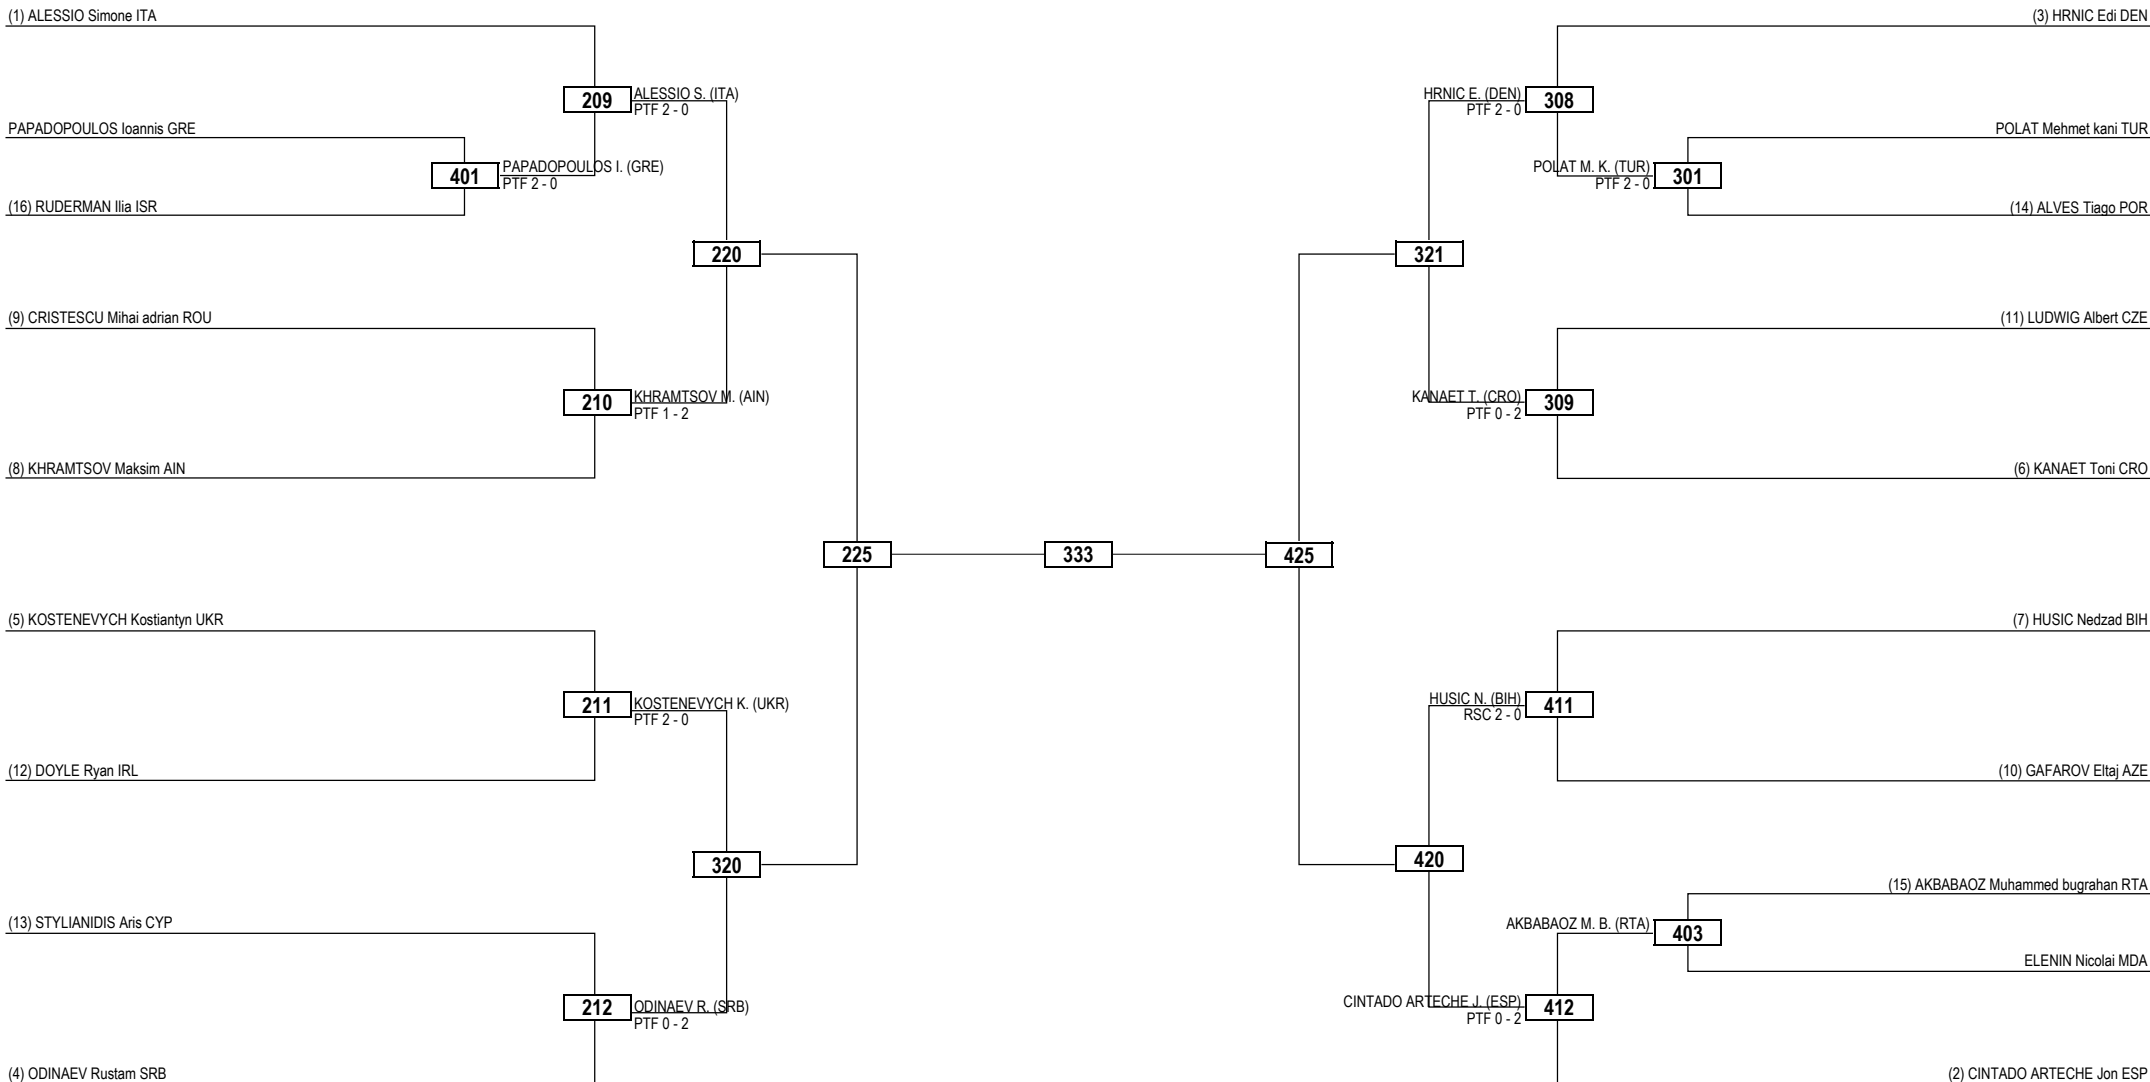 (1) ALESSIO Simone ITA
209
ALESSIO S. (ITA)
PTF 2 - 0
PAPADOPOULOS Ioannis GRE
401
PAPADOPOULOS I. (GRE)
PTF 2 - 0
(16) RUDERMAN Ilia ISR
220
(9) CRISTESCU Mihai adrian ROU
210
KHRAMTSOV M. (AIN)
PTF 1 - 2
(8) KHRAMTSOV Maksim AIN
225
(5) KOSTENEVYCH Kostiantyn UKR
211
KOSTENEVYCH K. (UKR)
PTF 2 - 0
(12) DOYLE Ryan IRL
320
(13) STYLIANIDIS Aris CYP
212
ODINAEV R. (SRB)
PTF 0 - 2
(4) ODINAEV Rustam SRB
333
(3) HRNIC Edi DEN
HRNIC E. (DEN)
PTF 2 - 0
308
POLAT Mehmet kani TUR
POLAT M. K. (TUR)
PTF 2 - 0
301
(14) ALVES Tiago POR
321
(11) LUDWIG Albert CZE
KANAET T. (CRO)
PTF 0 - 2
309
(6) KANAET Toni CRO
425
(7) HUSIC Nedzad BIH
HUSIC N. (BIH)
RSC 2 - 0
411
(10) GAFAROV Eltaj AZE
420
(15) AKBABAOZ Muhammed bugrahan RTA
AKBABAOZ M. B. (RTA)
403
ELENIN Nicolai MDA
CINTADO ARTECHE J. (ESP)
PTF 0 - 2
412
(2) CINTADO ARTECHE Jon ESP